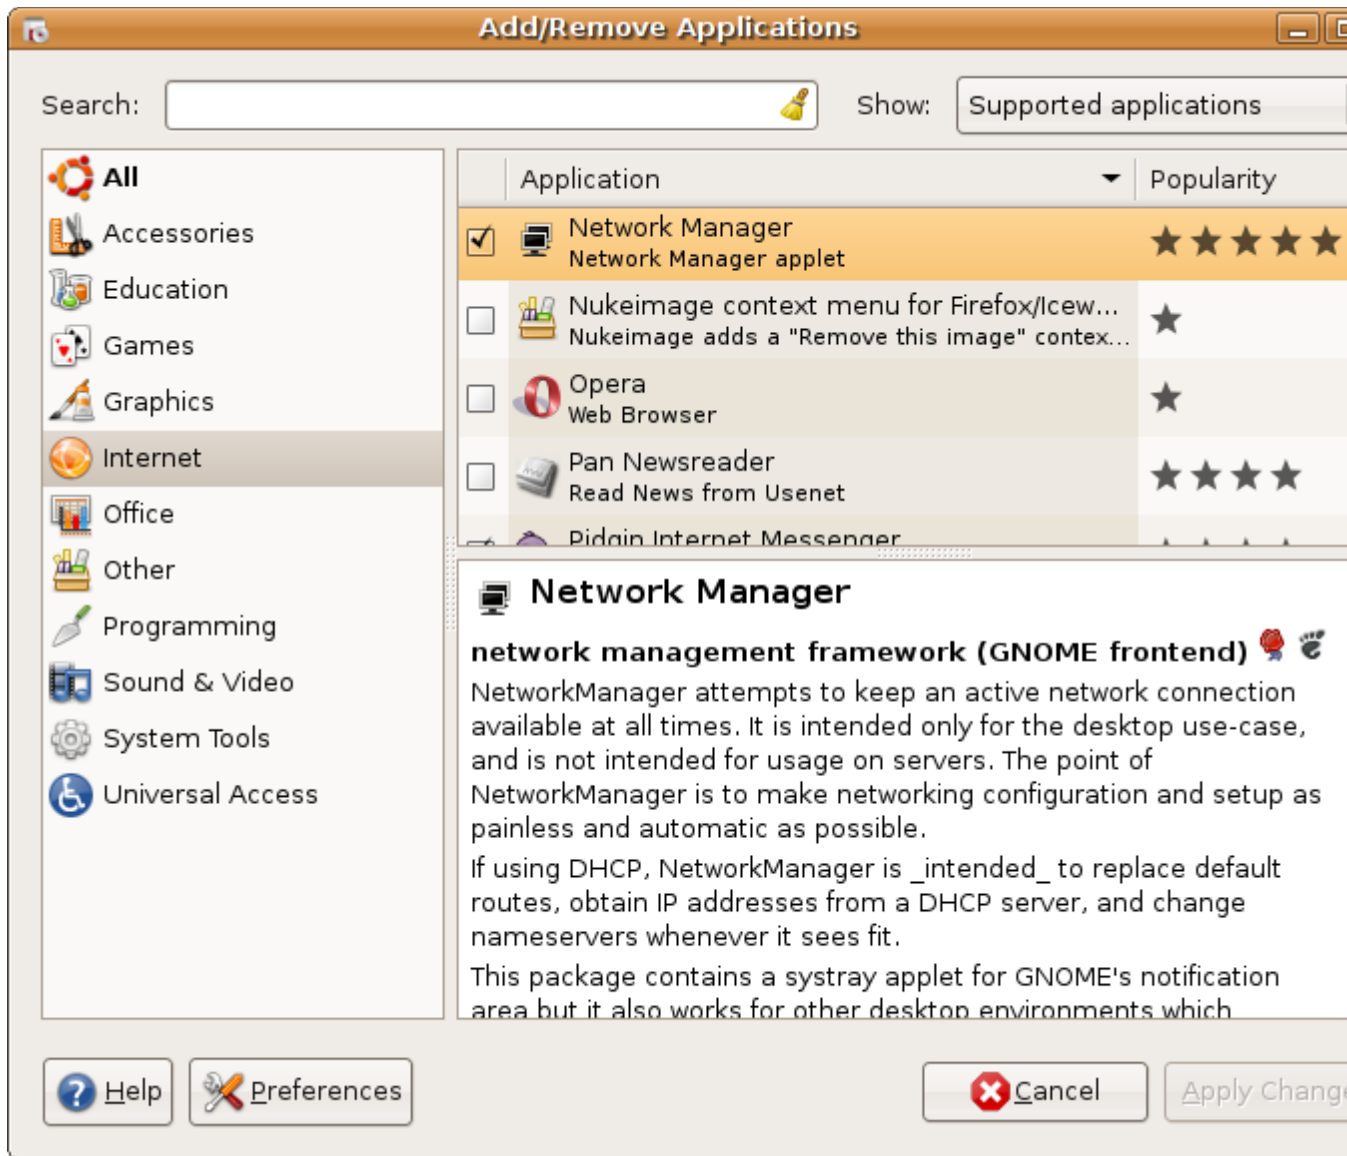 Add/Remove Applications
Search:
Show:
Supported applications
All
Accessories
Education
Games
Graphics
Internet
Office
Other
Programming
Sound & Video
System Tools
Universal Access
Application
Popularity
Network Manager
Network Manager applet
Nukeimage context menu for Firefox/Icew...
Nukeimage adds a "Remove this image" contex...
Opera
Web Browser
Pan Newsreader
Read News from Usenet
Pidgin Internet Messenger
Network Manager
network management framework (GNOME frontend)
NetworkManager attempts to keep an active network connection
available at all times. It is intended only for the desktop use-case,
and is not intended for usage on servers. The point of
NetworkManager is to make networking configuration and setup as
painless and automatic as possible.
If using DHCP, NetworkManager is _intended_ to replace default
routes, obtain IP addresses from a DHCP server, and change
nameservers whenever it sees fit.
This package contains a systray applet for GNOME's notification
area but it also works for other desktop environments which
Help
Preferences
Cancel
Apply Change